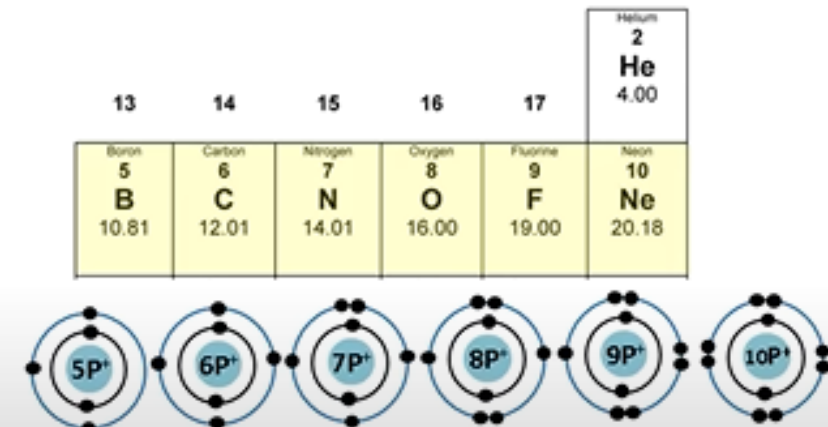 Helium
2
He
4.00
13 14 15 16 17
Boron Carbon Nitrogen Oxygen Fluorine Neon
5 6 7 8 9 10
B C N O F Ne
10.81 12.01 14.01 16.00 19.00 20.18
5P⁺ 6P⁺ 7P⁺ 8P⁺ 9P⁺ 10P⁺